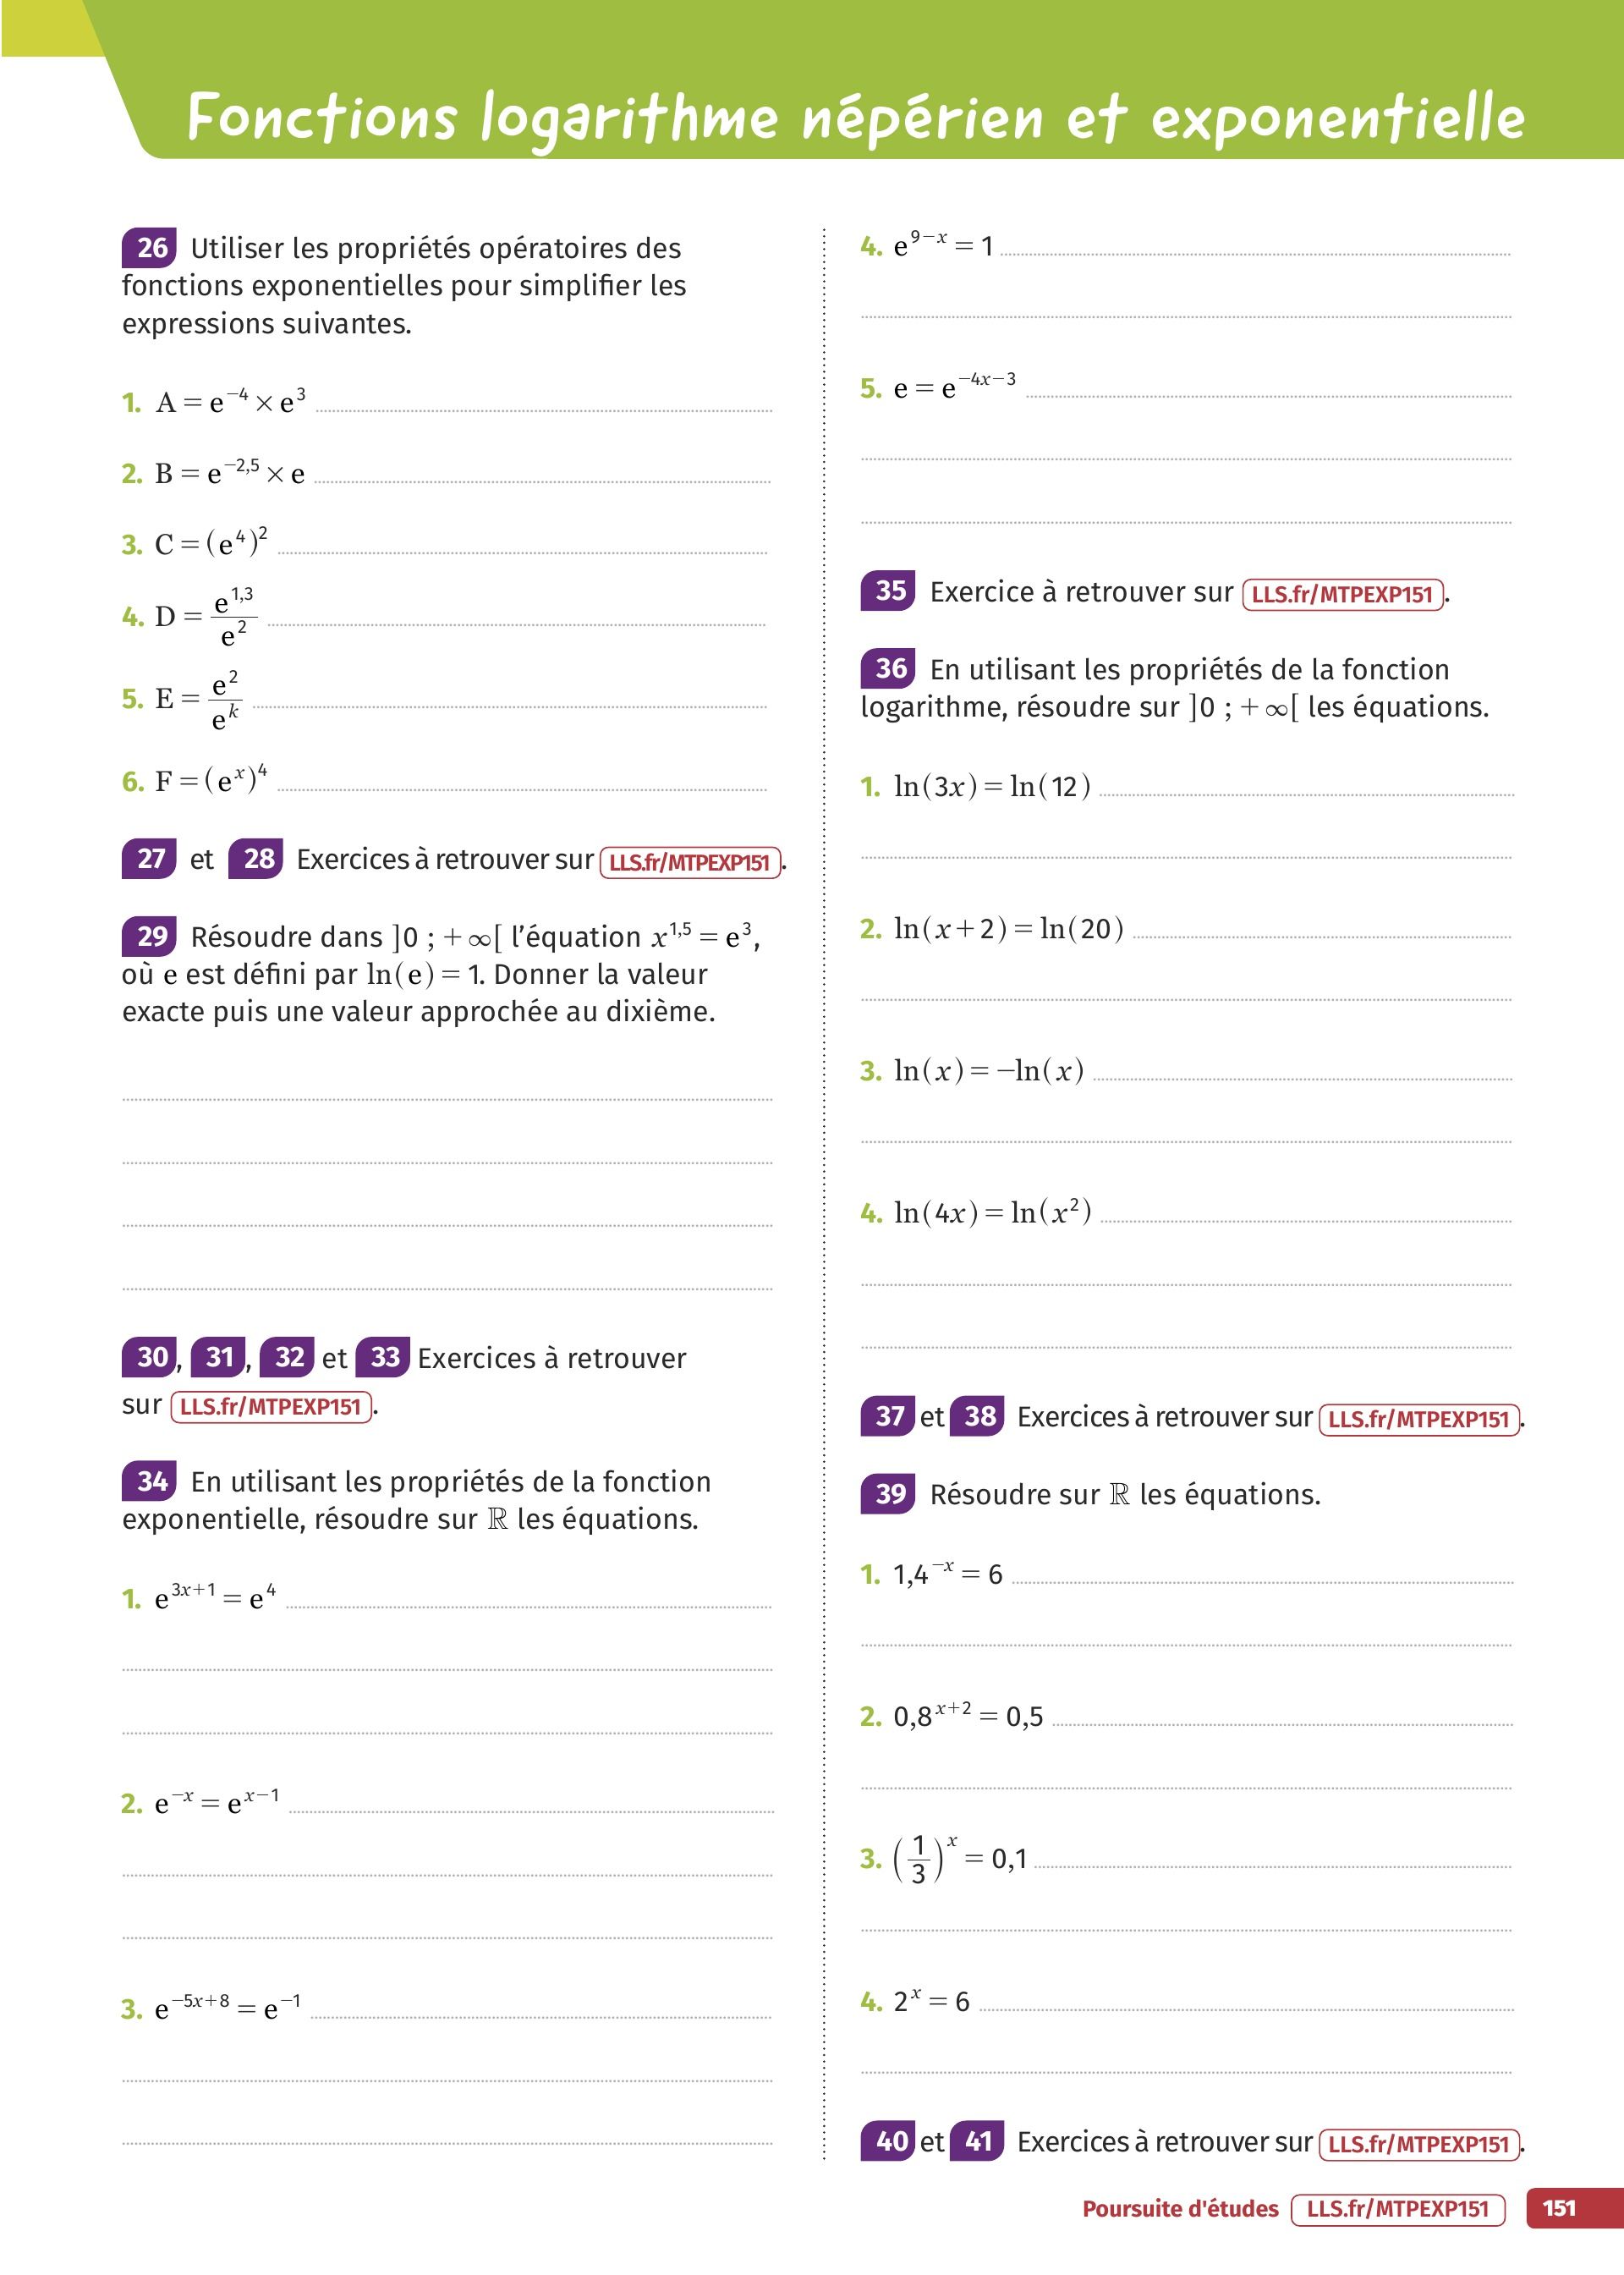 Fonctions logarithme népérien et exponentielle
26 Utiliser les propriétés opératoires des
fonctions exponentielles pour simplifier les
expressions suivantes.
1. A = e^{−4} × e^{3}
2. B = e^{−2,5} × e
3. C = (e^{4})^{2}
4. D = \frac{e^{1,3}}{e^{2}}
5. E = \frac{e^{2}}{e^{k}}
6. F = (e^{x})^{4}
27 et 28 Exercices à retrouver sur LLS.fr/MTPEXP151.
29 Résoudre dans ]0 ; +∞[ l’équation x^{1,5} = e^{3},
où e est défini par ln(e) = 1. Donner la valeur
exacte puis une valeur approchée au dixième.
30, 31, 32 et 33 Exercices à retrouver
sur LLS.fr/MTPEXP151.
34 En utilisant les propriétés de la fonction
exponentielle, résoudre sur ℝ les équations.
1. e^{3x+1} = e^{4}
2. e^{−x} = e^{x−1}
3. e^{−5x+8} = e^{−1}
4. e^{9−x} = 1
5. e = e^{−4x−3}
35 Exercice à retrouver sur LLS.fr/MTPEXP151.
36 En utilisant les propriétés de la fonction
logarithme, résoudre sur ]0 ; +∞[ les équations.
1. ln(3x) = ln(12)
2. ln(x+2) = ln(20)
3. ln(x) = −ln(x)
4. ln(4x) = ln(x^{2})
37 et 38 Exercices à retrouver sur LLS.fr/MTPEXP151.
39 Résoudre sur ℝ les équations.
1. 1,4^{−x} = 6
2. 0,8^{x+2} = 0,5
3. (\frac{1}{3})^{x} = 0,1
4. 2^{x} = 6
40 et 41 Exercices à retrouver sur LLS.fr/MTPEXP151.
Poursuite d'études LLS.fr/MTPEXP151 151